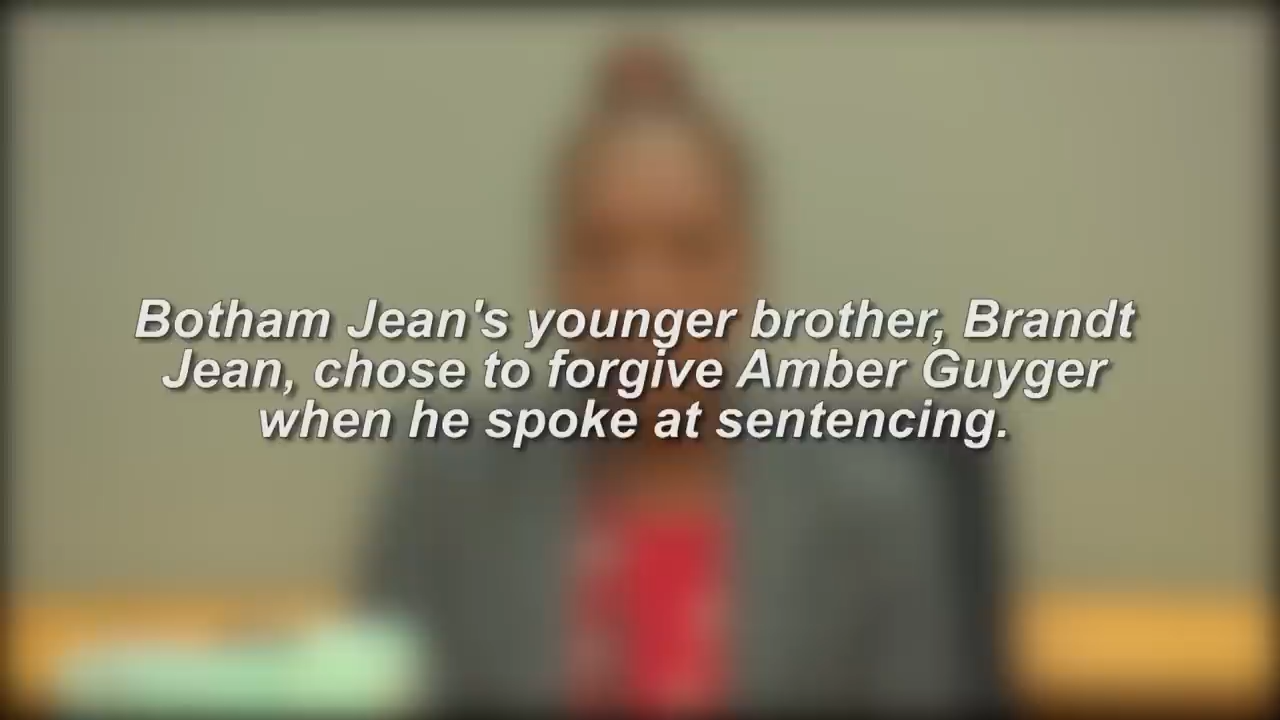 Botham Jean's younger brother, Brandt
Jean, chose to forgive Amber Guyger
when he spoke at sentencing.